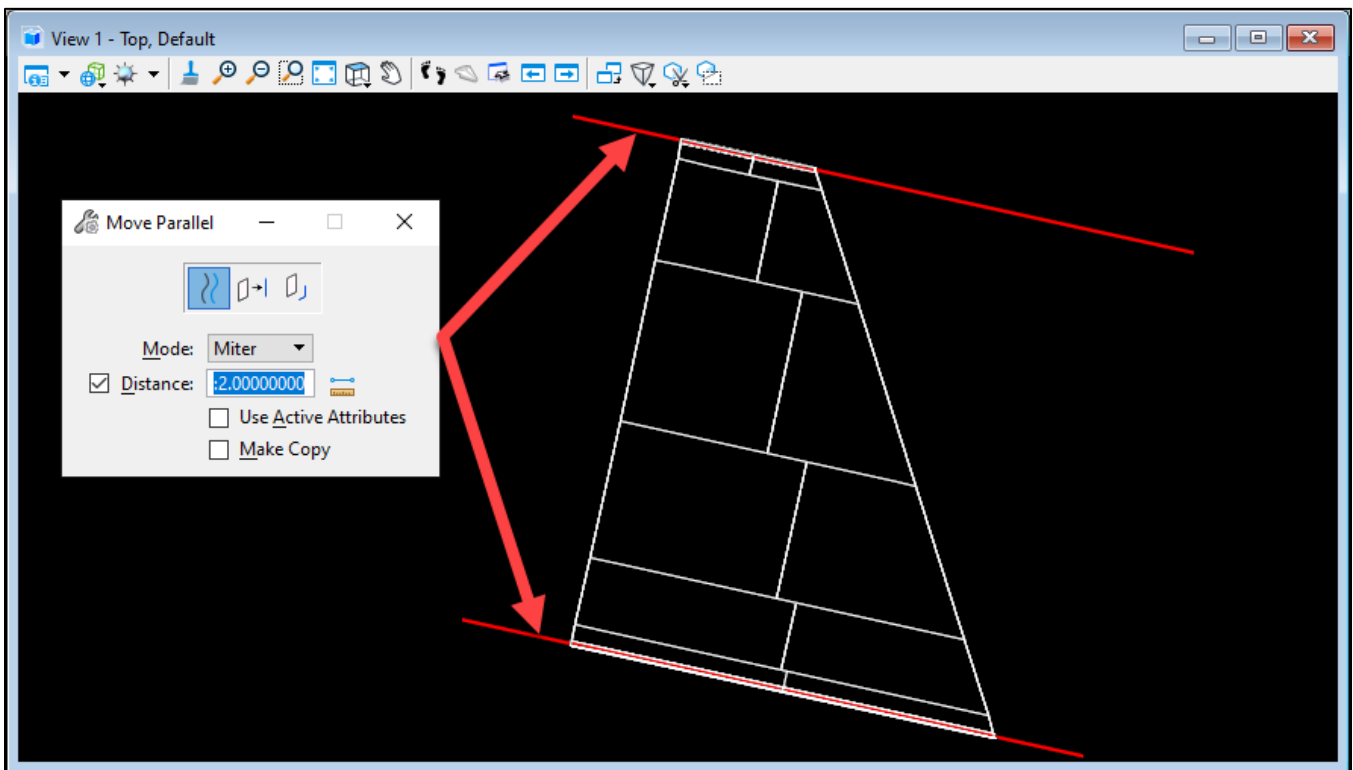 View 1 - Top, Default
Move Parallel
Mode: Miter
Distance: :2.00000000
Use Active Attributes
Make Copy